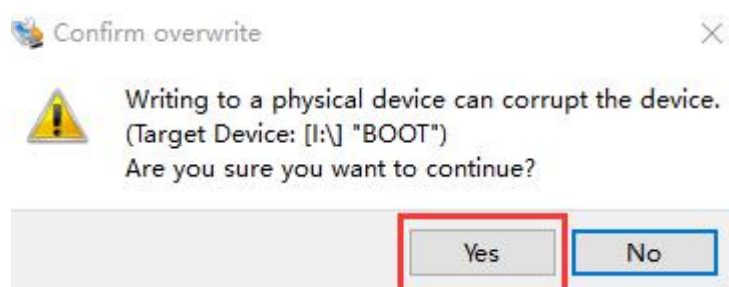 Confirm overwrite
Writing to a physical device can corrupt the device.
(Target Device: [I:\] "BOOT")
Are you sure you want to continue?
Yes
No